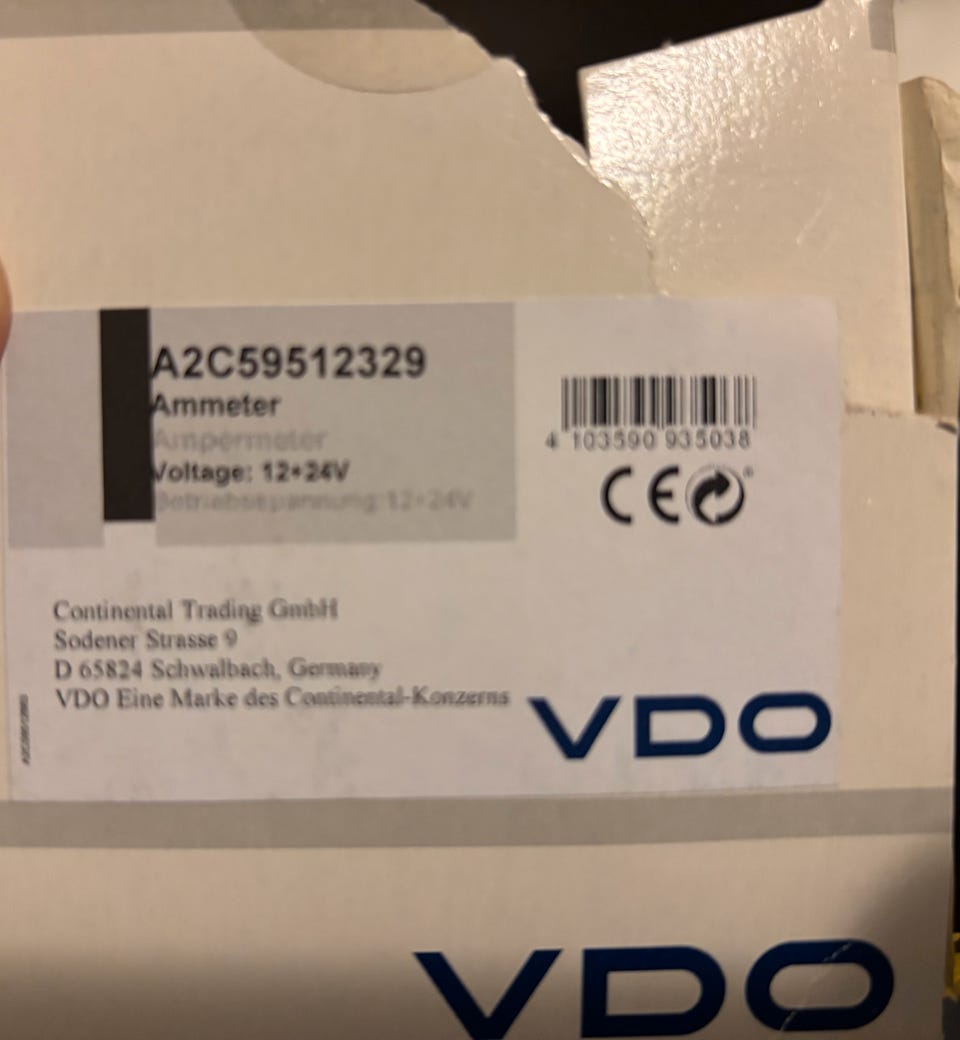 A2C59512329
Ammeter
Ampermeter
Voltage: 12+24V
Betriebsspannung: 12+24V
4 103590 935038
CE
Continental Trading GmbH
Sodener Strasse 9
D 65824 Schwalbach, Germany
VDO Eine Marke des Continental-Konzerns
VDO
VDO